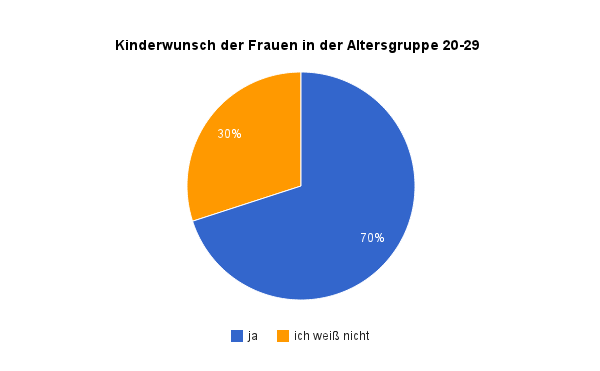 Kinderwunsch der Frauen in der Altersgruppe 20-29
30%
70%
ja
ich weiß nicht